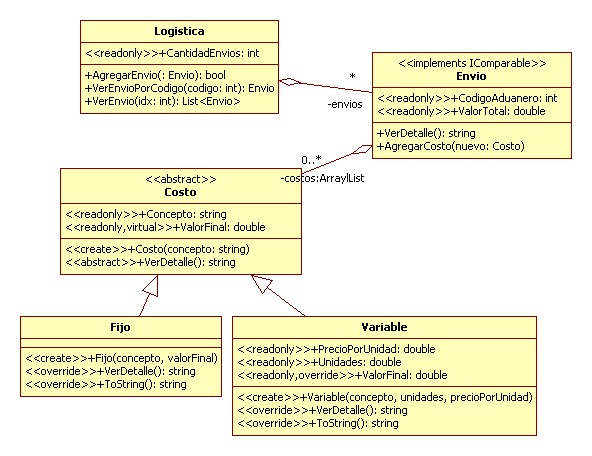 Logistica
<<readonly>>+CantidadEnvios: int
+AgregarEnvio(: Envio): bool
+VerEnvioPorCodigo(codigo: int): Envio
+VerEnvio(idx: int): List<Envio>
*
-envios
<<implements IComparable>>
Envio
<<readonly>>+CodigoAduanero: int
<<readonly>>+ValorTotal: double
+VerDetalle(): string
+AgregarCosto(nuevo: Costo)
0..*
-costos:ArraylList
<<abstract>>
Costo
<<readonly>>+Concepto: string
<<readonly,virtual>>+ValorFinal: double
<<create>>+Costo(concepto: string)
<<abstract>>+VerDetalle(): string
Fijo
<<create>>+Fijo(concepto, valorFinal)
<<override>>+VerDetalle(): string
<<override>>+ToString(): string
Variable
<<readonly>>+PrecioPorUnidad: double
<<readonly>>+Unidades: double
<<readonly,override>>+ValorFinal: double
<<create>>+Variable(concepto, unidades, precioPorUnidad)
<<override>>+VerDetalle(): string
<<override>>+ToString(): string